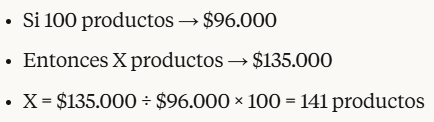 • Si 100 productos → $96.000
• Entonces X productos → $135.000
• X = $135.000 ÷ $96.000 × 100 = 141 productos